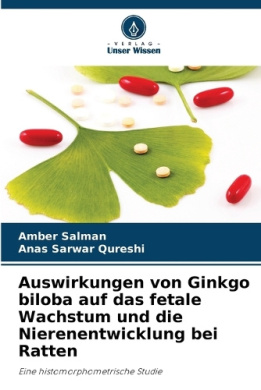 - VERLAG -
Unser Wissen
Amber Salman
Anas Sarwar Qureshi
Auswirkungen von Ginkgo
biloba auf das fetale
Wachstum und die
Nierenentwicklung bei
Ratten
Eine histomorphometrische Studie